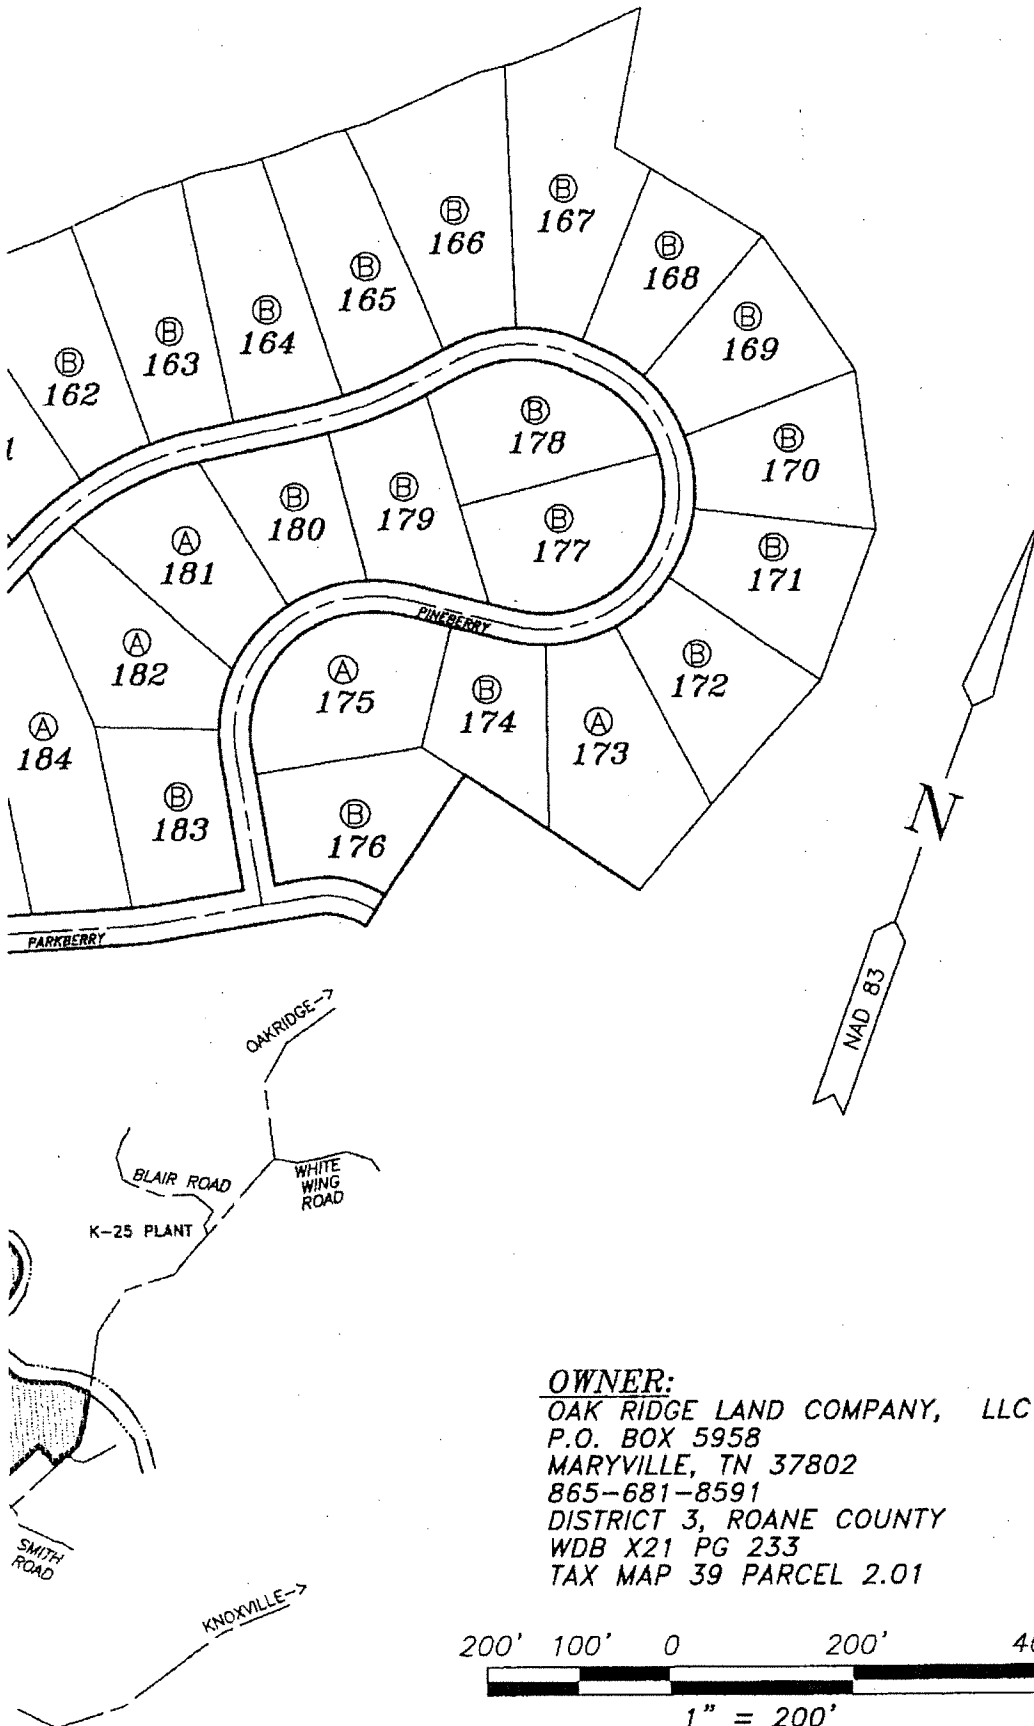 B
167
B
166
B
168
B
165
B
164
B
169
B
163
B
162
B
178
B
170
B
180
B
179
B
177
A
181
B
171
PINEBERRY
A
182
A
175
B
174
B
172
A
184
A
173
B
183
B
176
PARKBERRY
N
NAD 83
OAKRIDGE->
BLAIR ROAD
WHITE
WING
ROAD
K-25 PLANT
SMITH
ROAD
KNOXVILLE->
OWNER:
OAK RIDGE LAND COMPANY, LLC
P.O. BOX 5958
MARYVILLE, TN 37802
865-681-8591
DISTRICT 3, ROANE COUNTY
WDB X21 PG 233
TAX MAP 39 PARCEL 2.01
200' 100' 0 200'
1" = 200'